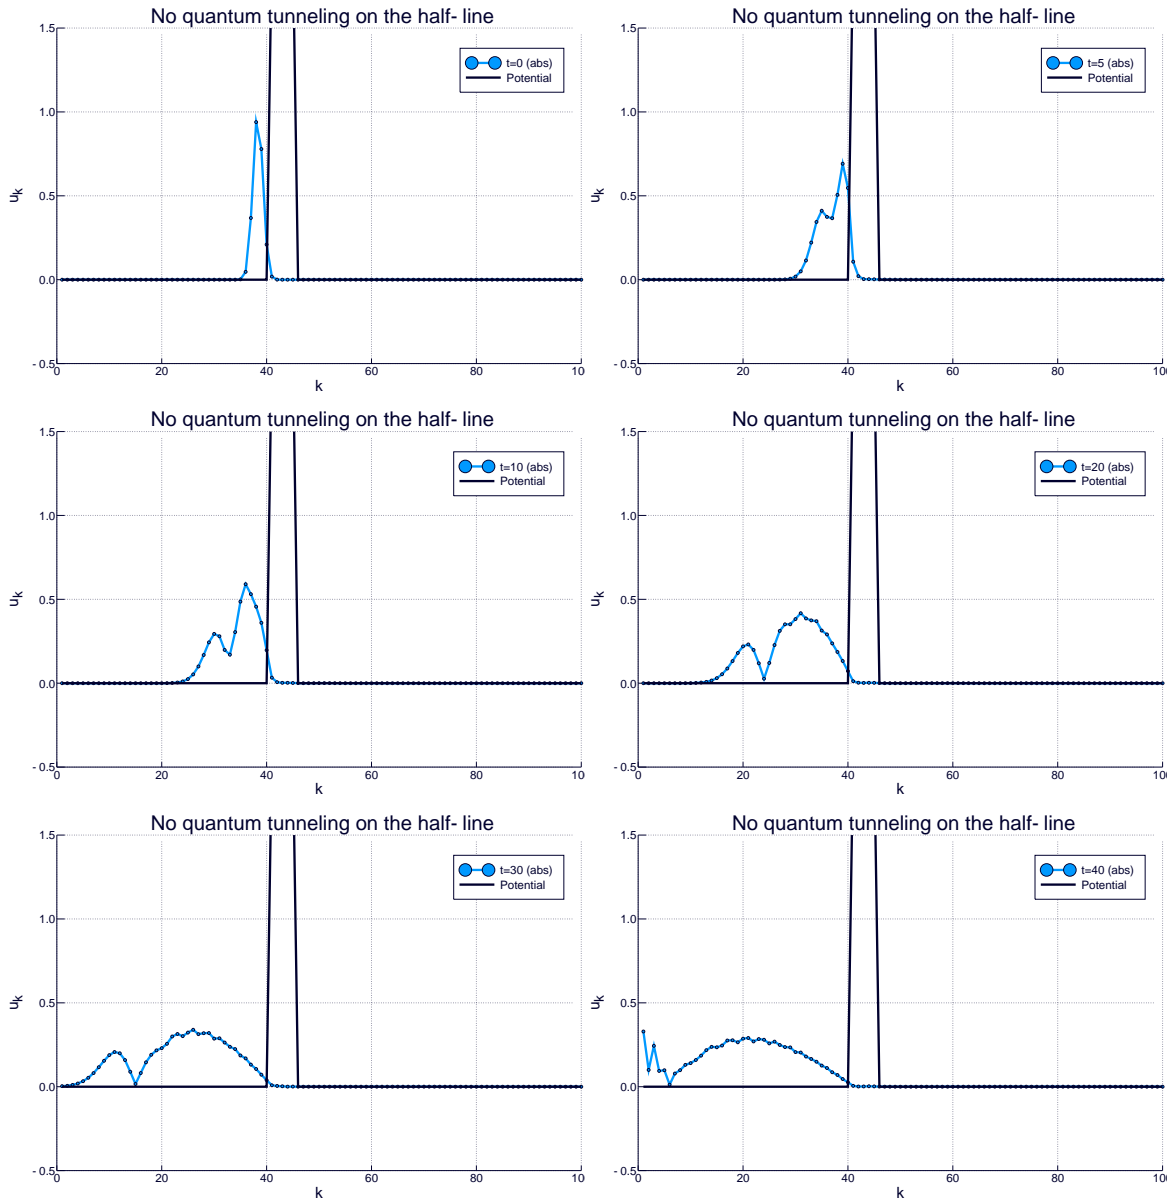 No quantum tunneling on the half- line
1.5
1.0
0.5
0.0
- 0.5
u_k
t=0 (abs)
Potential
0 20 40 60 80 10
k
No quantum tunneling on the half- line
1.5
1.0
0.5
0.0
- 0.5
u_k
t=5 (abs)
Potential
0 20 40 60 80 100
k
No quantum tunneling on the half- line
1.5
1.0
0.5
0.0
- 0.5
u_k
t=10 (abs)
Potential
0 20 40 60 80 10
k
No quantum tunneling on the half- line
1.5
1.0
0.5
0.0
- 0.5
u_k
t=20 (abs)
Potential
0 20 40 60 80 100
k
No quantum tunneling on the half- line
1.5
1.0
0.5
0.0
- 0.5
u_k
t=30 (abs)
Potential
0 20 40 60 80 10
k
No quantum tunneling on the half- line
1.5
1.0
0.5
0.0
- 0.5
u_k
t=40 (abs)
Potential
0 20 40 60 80 100
k